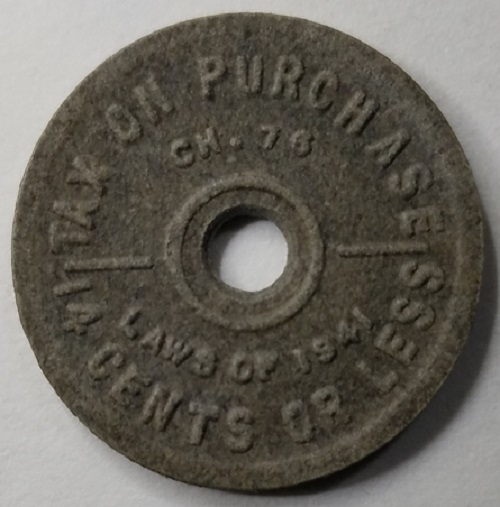 TAX ON PURCHASE
CH. 76
LAWS OF 1941
14 CENTS OR LESS